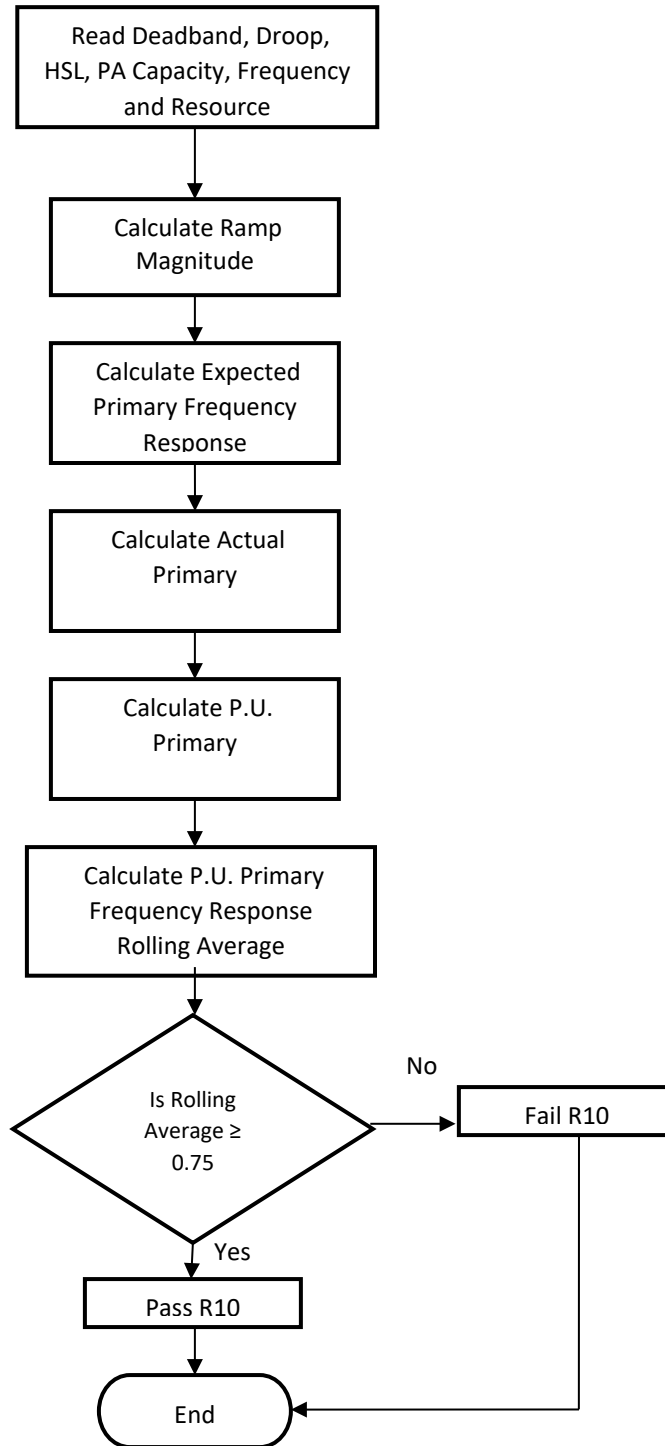 Read Deadband, Droop,
HSL, PA Capacity, Frequency
and Resource
Calculate Ramp
Magnitude
Calculate Expected
Primary Frequency
Response
Calculate Actual
Primary
Calculate P.U.
Primary
Calculate P.U. Primary
Frequency Response
Rolling Average
Is Rolling
Average ≥
0.75
No
Fail R10
Yes
Pass R10
End